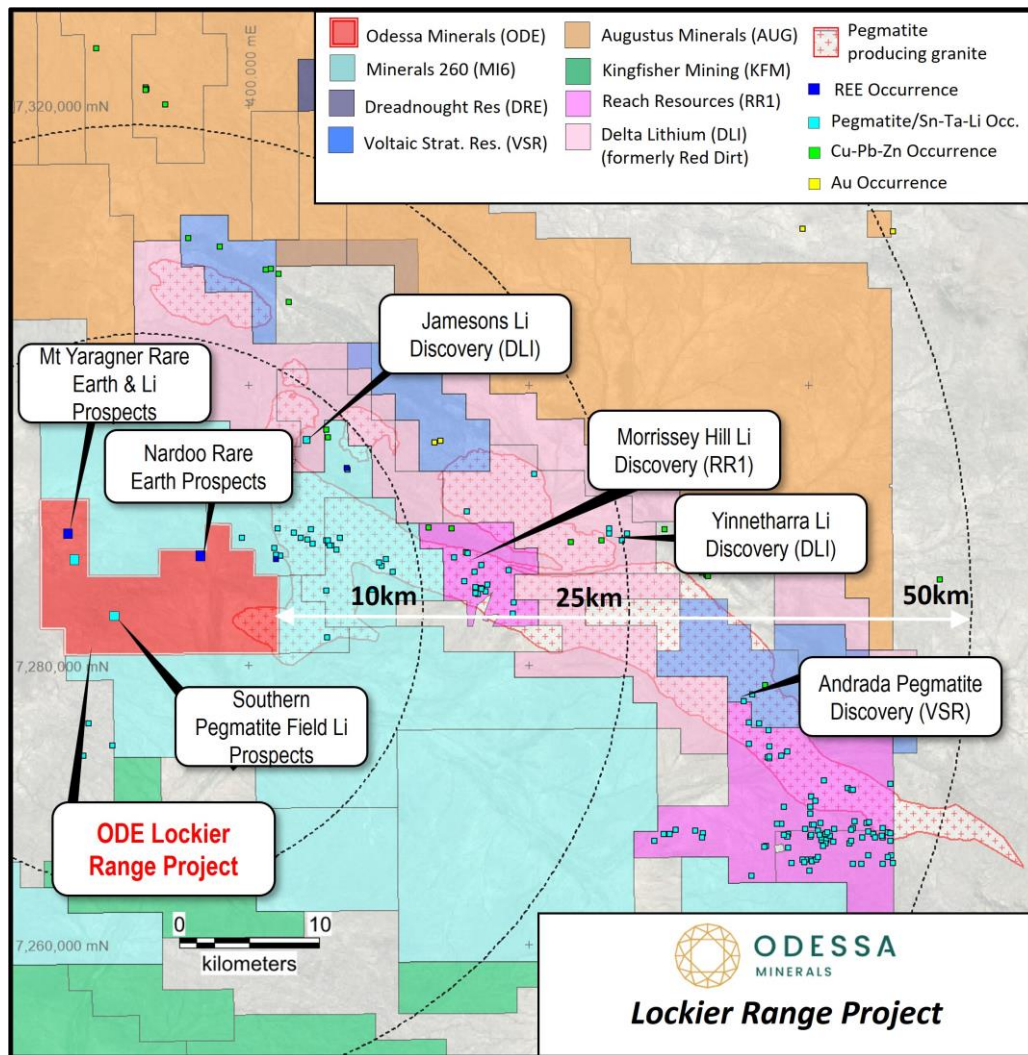 Odessa Minerals (ODE)
Minerals 260 (MI6)
Dreadnought Res (DRE)
Voltaic Strat. Res. (VSR)
Augustus Minerals (AUG)
Kingfisher Mining (KFM)
Reach Resources (RR1)
Delta Lithium (DLI)
(formerly Red Dirt)
Pegmatite
producing granite
REE Occurrence
Pegmatite/Sn-Ta-Li Occ.
Cu-Pb-Zn Occurrence
Au Occurrence
400,000 mE
7,320,000 mN
Jamesons Li
Discovery (DLI)
Mt Yaragner Rare
Earth & Li
Prospects
Nardoo Rare
Earth Prospects
Morrissey Hill Li
Discovery (RR1)
Yinnetharra Li
Discovery (DLI)
10km
25km
50km
7,280,000 mN
Southern
Pegmatite Field Li
Prospects
Andrada Pegmatite
Discovery (VSR)
ODE Lockier
Range Project
0
10
kilometers
7,260,000 mN
ODESSA
MINERALS
Lockier Range Project